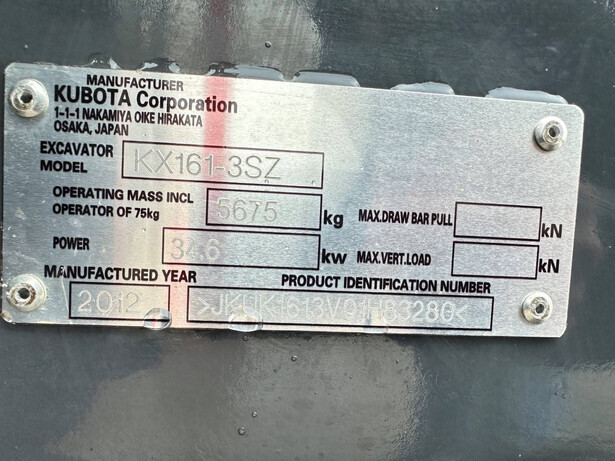 MANUFACTURER
KUBOTA Corporation
1-1-1 NAKAMIYA OIKE HIRAKATA
OSAKA, JAPAN
EXCAVATOR MODEL KX161-3SZ
OPERATING MASS INCL OPERATOR OF 75kg 5675 kg
MAX.DRAW BAR PULL kN
POWER 34.6 kw
MAX.VERT.LOAD kN
MANUFACTURED YEAR
2012
PRODUCT IDENTIFICATION NUMBER
>JKUK1613V01H83280<